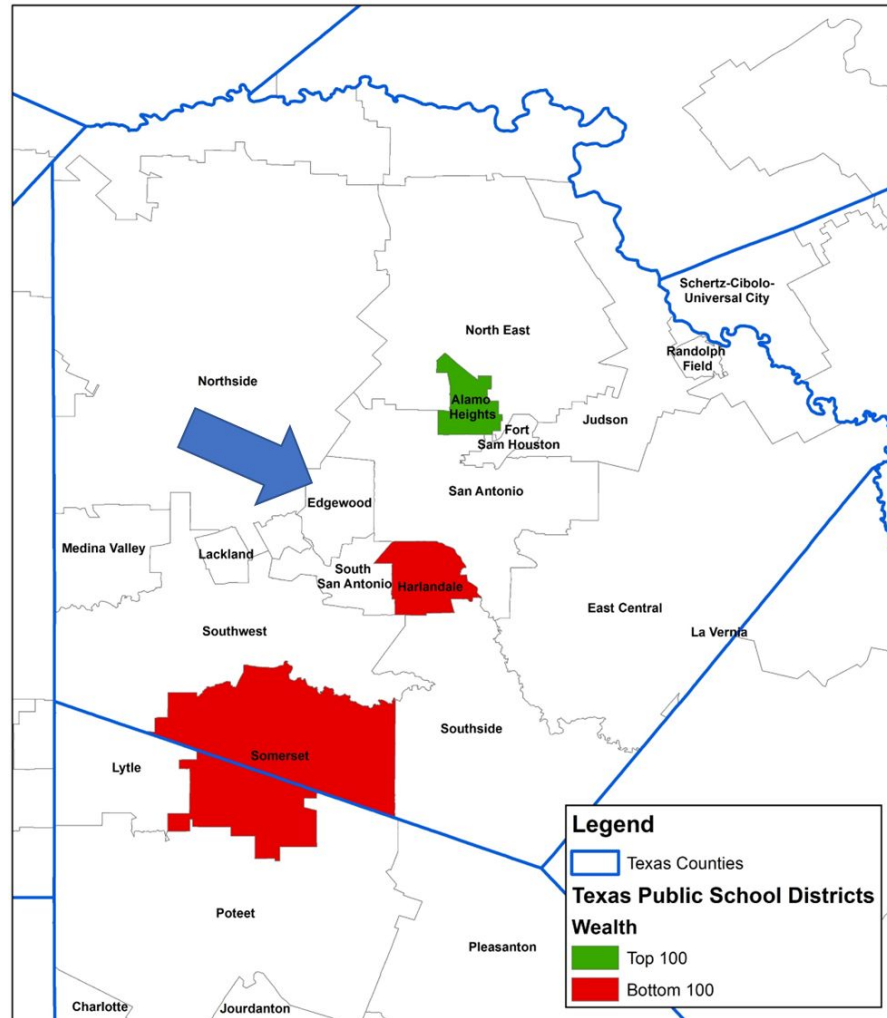 Schertz-Cibolo-
Universal City
North East
Randolph
Field
Northside
Alamo
Heights
Fort
Sam Houston
Judson
San Antonio
Edgewood
Medina Valley
Lackland
South
San Antonio
Harlandale
East Central
La Vernia
Southwest
Southside
Somerset
Lytle
Poteet
Pleasanton
Charlotte
Jourdanton
Legend
Texas Counties
Texas Public School Districts
Wealth
Top 100
Bottom 100